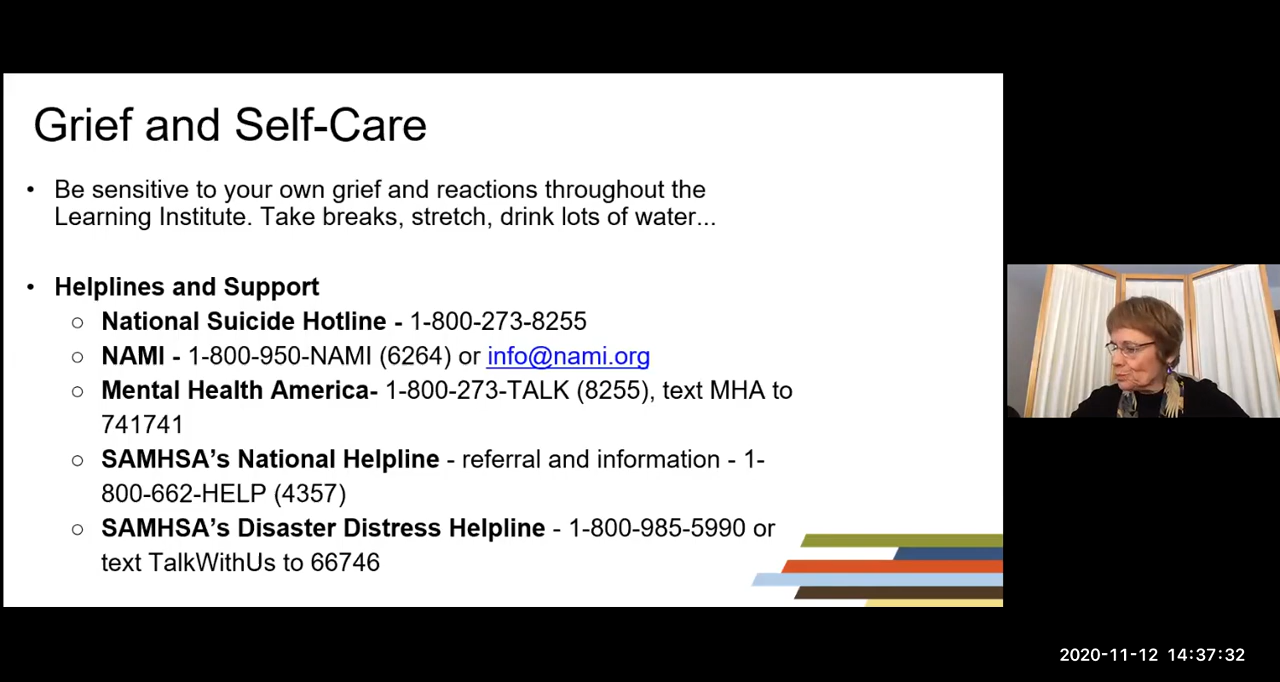 Grief and Self-Care
• Be sensitive to your own grief and reactions throughout the
Learning Institute. Take breaks, stretch, drink lots of water...
• Helplines and Support
○ National Suicide Hotline - 1-800-273-8255
○ NAMI - 1-800-950-NAMI (6264) or info@nami.org
○ Mental Health America- 1-800-273-TALK (8255), text MHA to
741741
○ SAMHSA’s National Helpline - referral and information - 1-
800-662-HELP (4357)
○ SAMHSA’s Disaster Distress Helpline - 1-800-985-5990 or
text TalkWithUs to 66746
2020-11-12 14:37:32